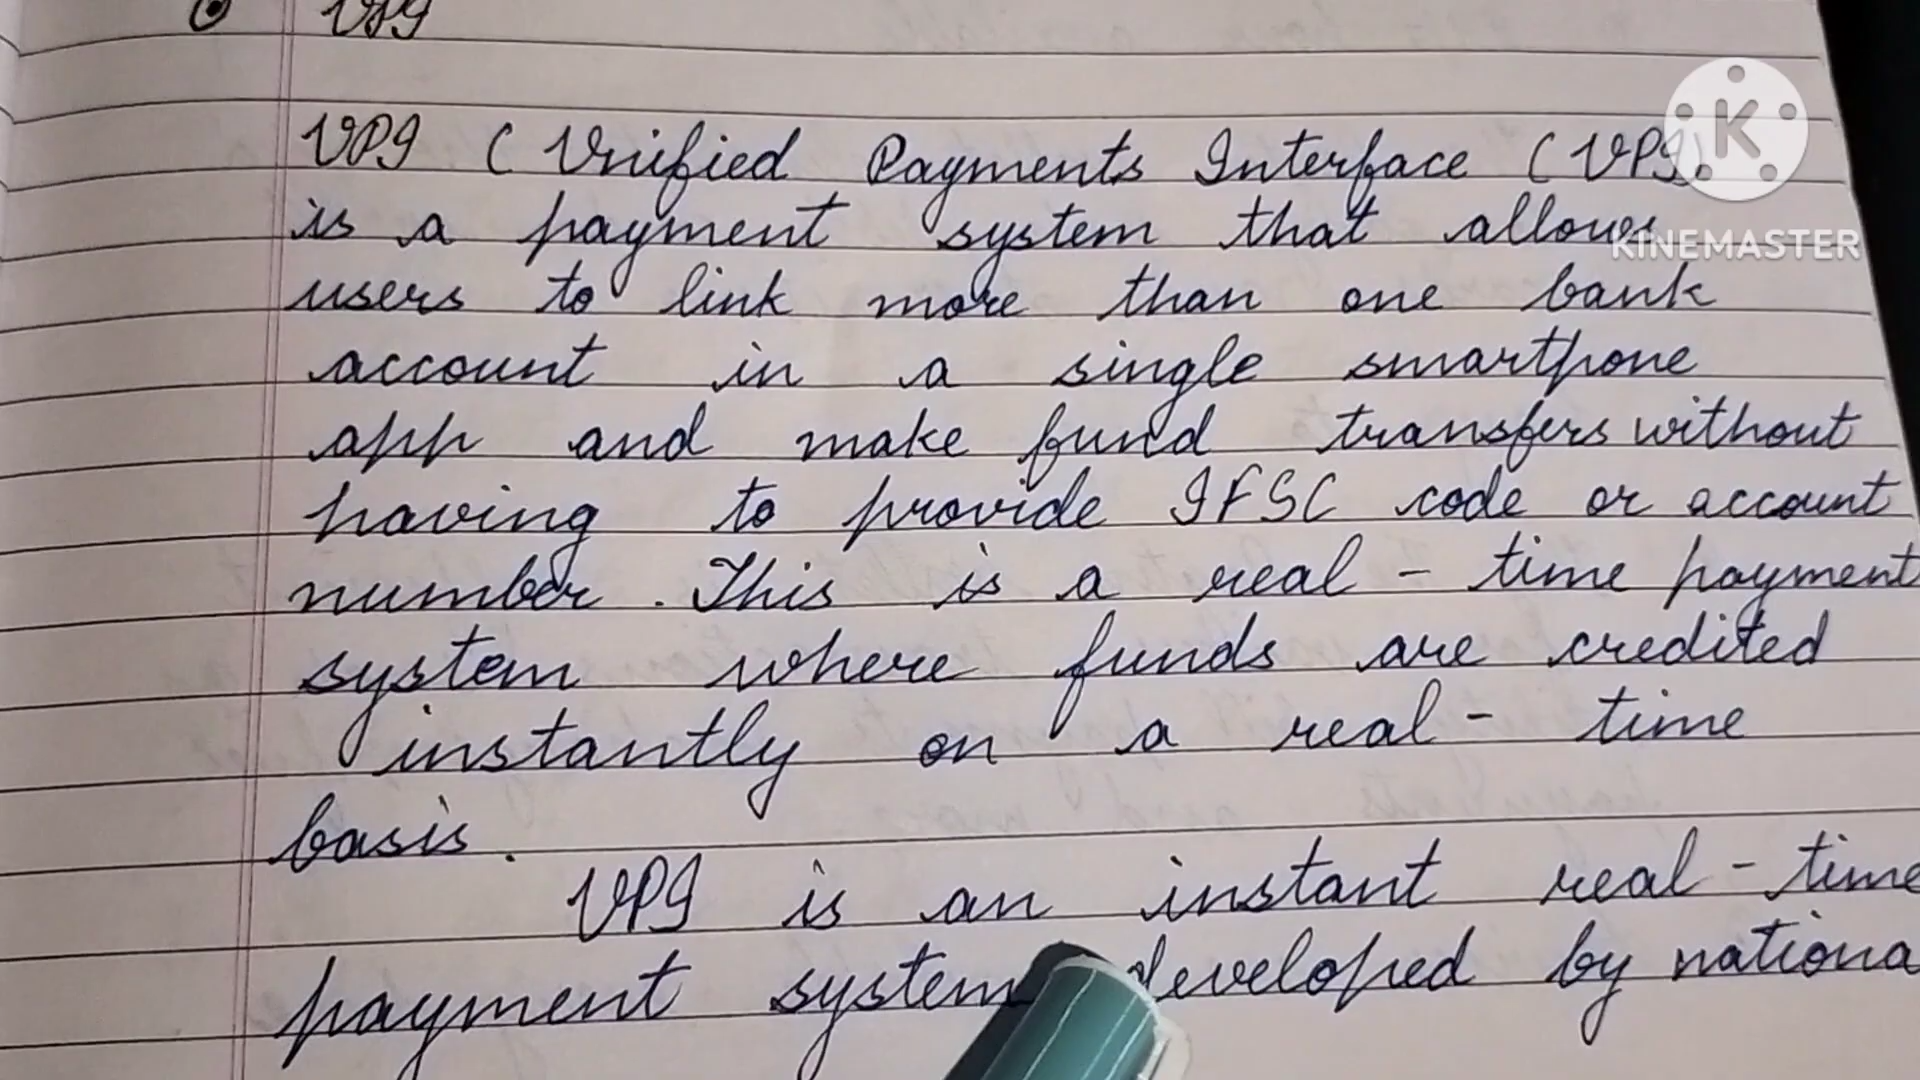 UPI
UPI ( Unified Payments Interface (UPI)
is a payment system that allows
users to link more than one bank
account in a single smartphone
app and make fund transfers without
having to provide IFSC code or account
number. This is a real - time payment
system where funds are credited
instantly on a real - time
basis.
UPI is an instant real - time
payment system developed by nationa
K
KINEMASTER